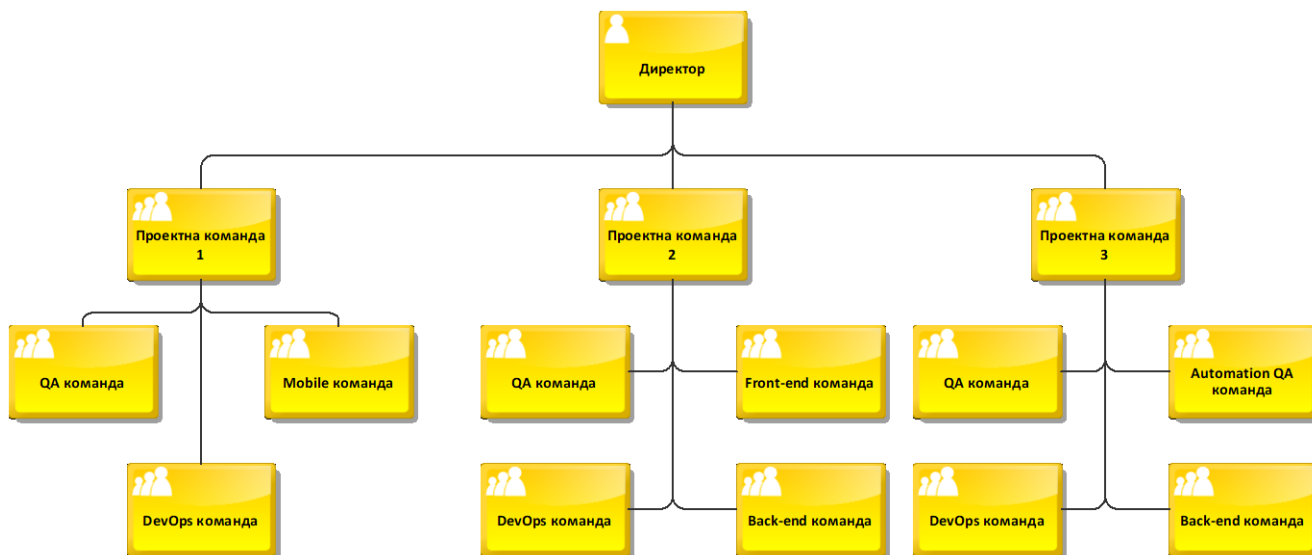 Директор
Проектна команда
1
Проектна команда
2
Проектна команда
3
QA команда
Mobile команда
QA команда
Front-end команда
QA команда
Automation QA
команда
DevOps команда
DevOps команда
Back-end команда
DevOps команда
Back-end команда